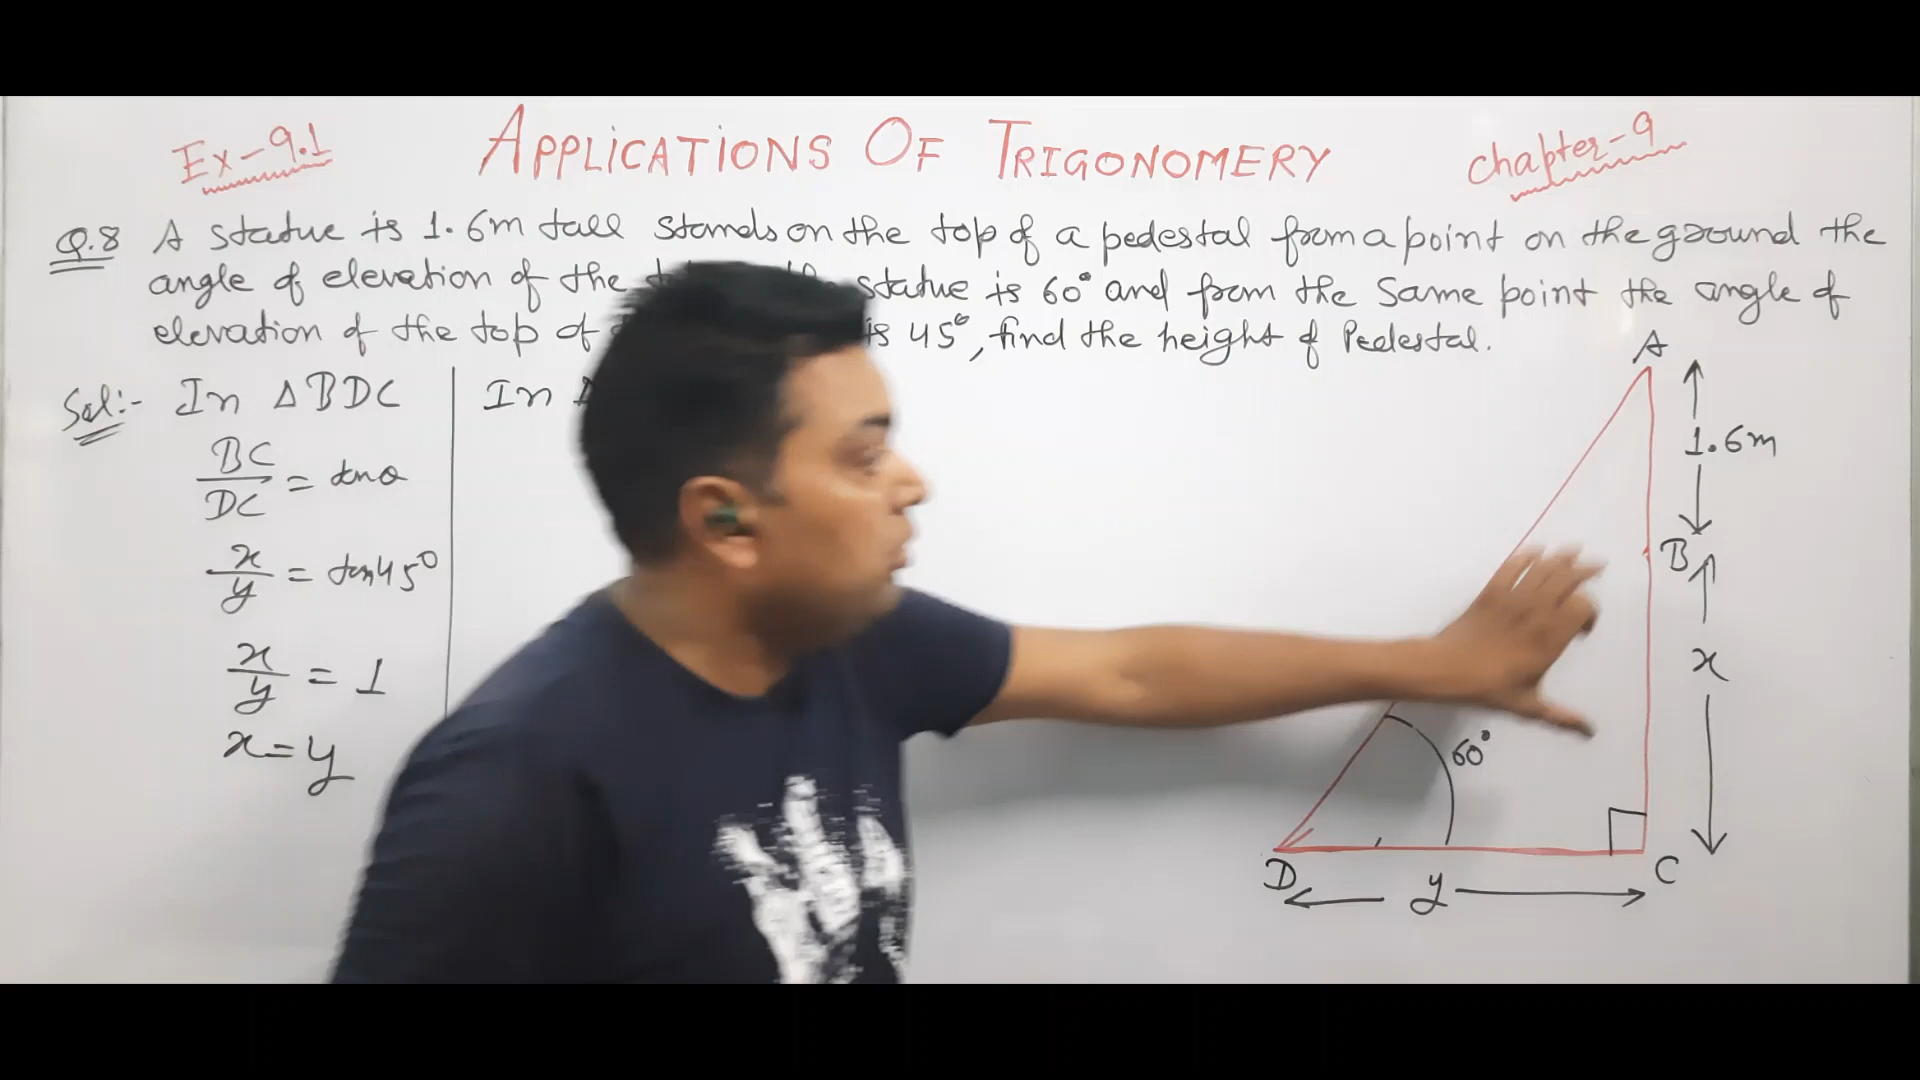 Ex-9.1 APPLICATIONS OF TRIGONOMERY chapter-9
Q.8 A statue is 1.6m tall stands on the top of a pedestal from a point on the ground the
angle of elevation of the statue is 60° and from the same point the angle of
elevation of the top of is 45°, find the height of Pedestal.
Sol:- In △BDC
BC/DC = tanθ
x/y = tan45°
x/y = 1
x=y
In
A
1.6m
B
x
60°
D
y
C